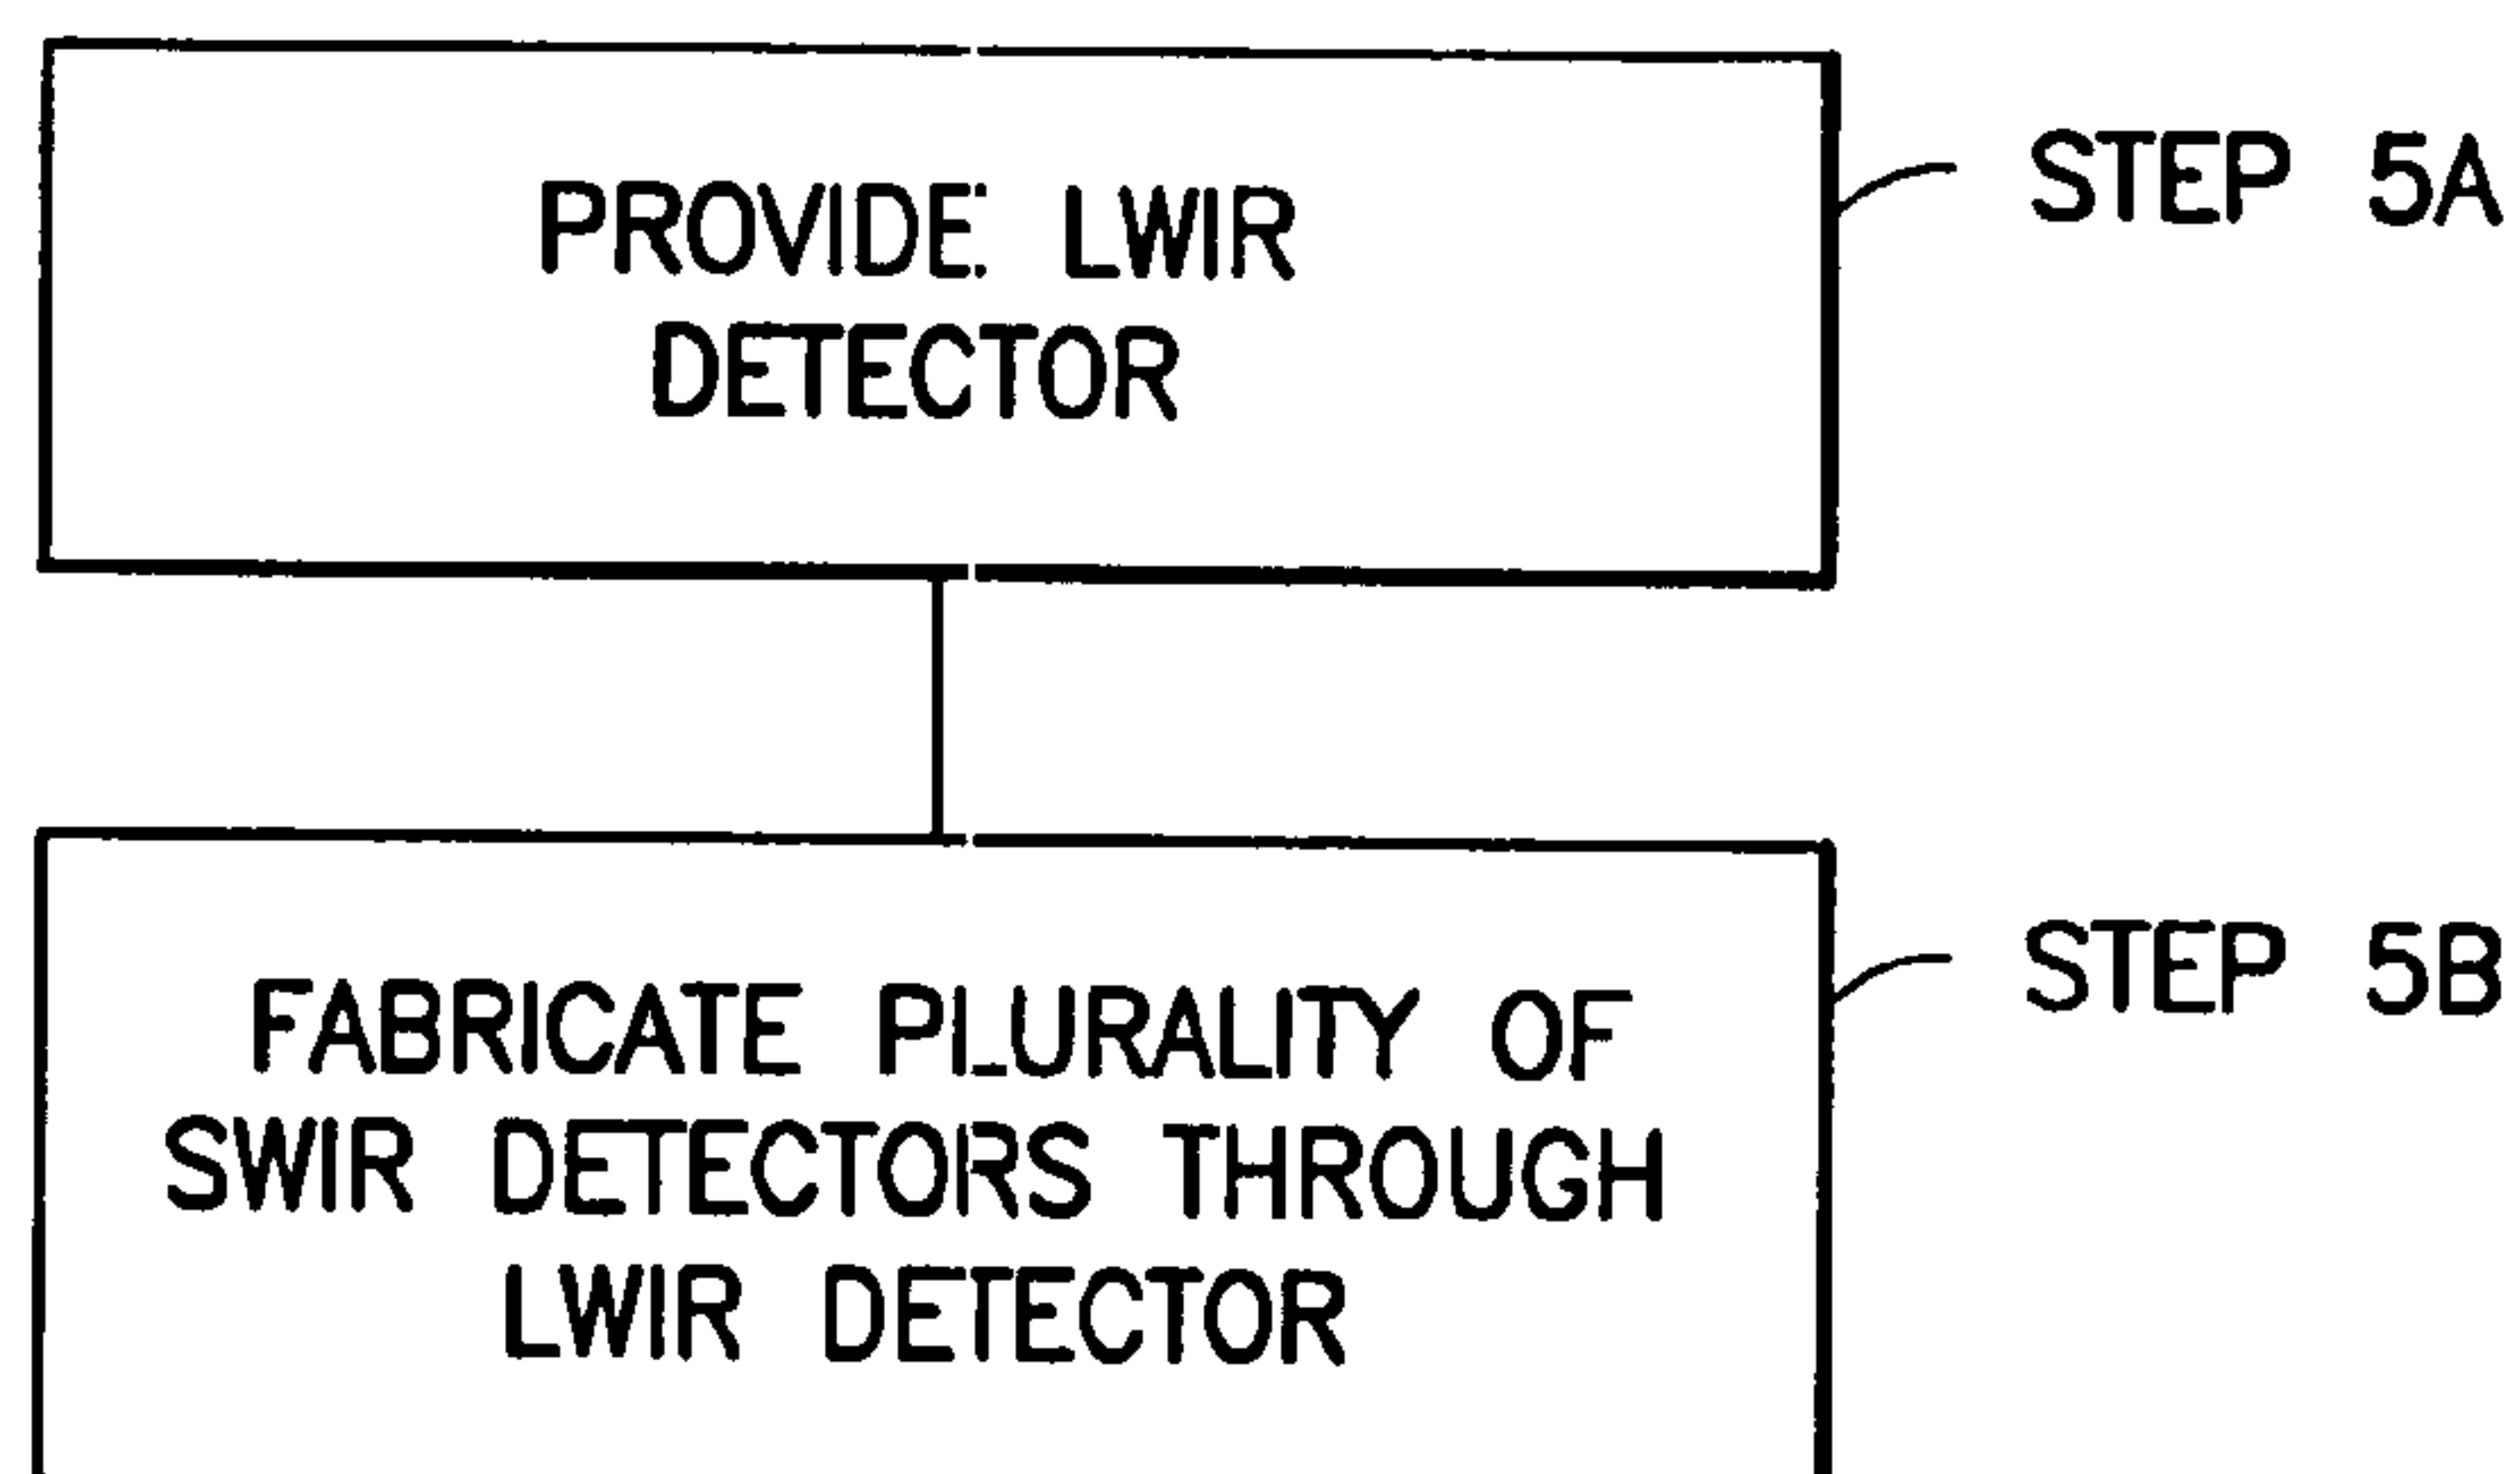 PROVIDE LWIR
DETECTOR
STEP 5A
FABRICATE PLURALITY OF
SWIR DETECTORS THROUGH
LWIR DETECTOR
STEP 5B